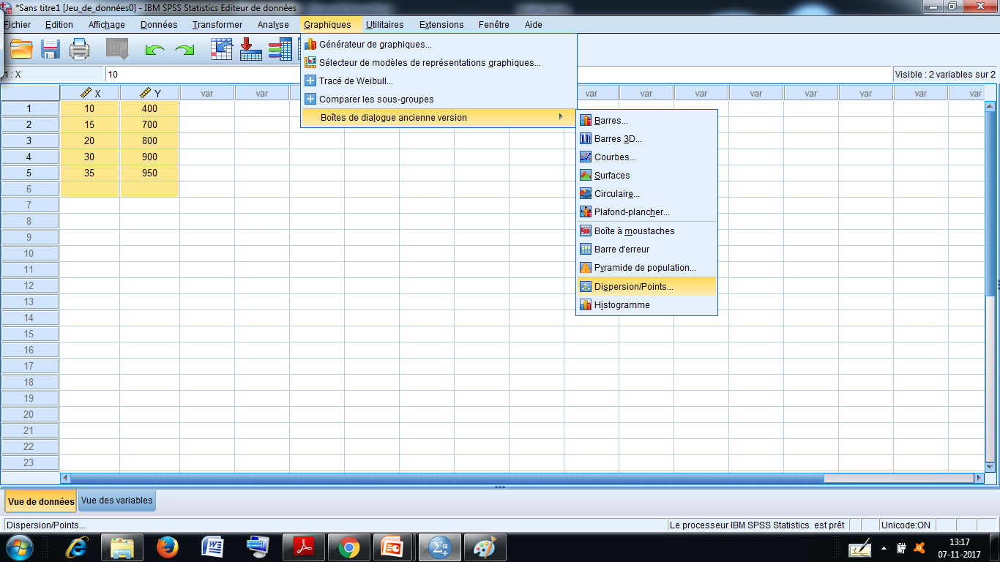 *Sans titre1 [Jeu_de_données0] - IBM SPSS Statistics Editeur de données
Fichier Edition Affichage Données Transformer Analyse Graphiques Utilitaires Extensions Fenêtre Aide
Générateur de graphiques...
Sélecteur de modèles de représentations graphiques...
Tracé de Weibull...
Comparer les sous-groupes
Boîtes de dialogue ancienne version
Barres...
Barres 3D...
Courbes...
Surfaces
Circulaire...
Plafond-plancher...
Boîte à moustaches
Barre d'erreur
Pyramide de population...
Dispersion/Points...
Histogramme
1 : X 10 Visible : 2 variables sur 2
X Y var var var var var var var var var
1 10 400
2 15 700
3 20 800
4 30 900
5 35 950
6
7
8
9
10
11
12
13
14
15
16
17
18
19
20
21
22
23
Vue de données Vue des variables
Dispersion/Points... Le processeur IBM SPSS Statistics est prêt Unicode:ON
13:17
07-11-2017